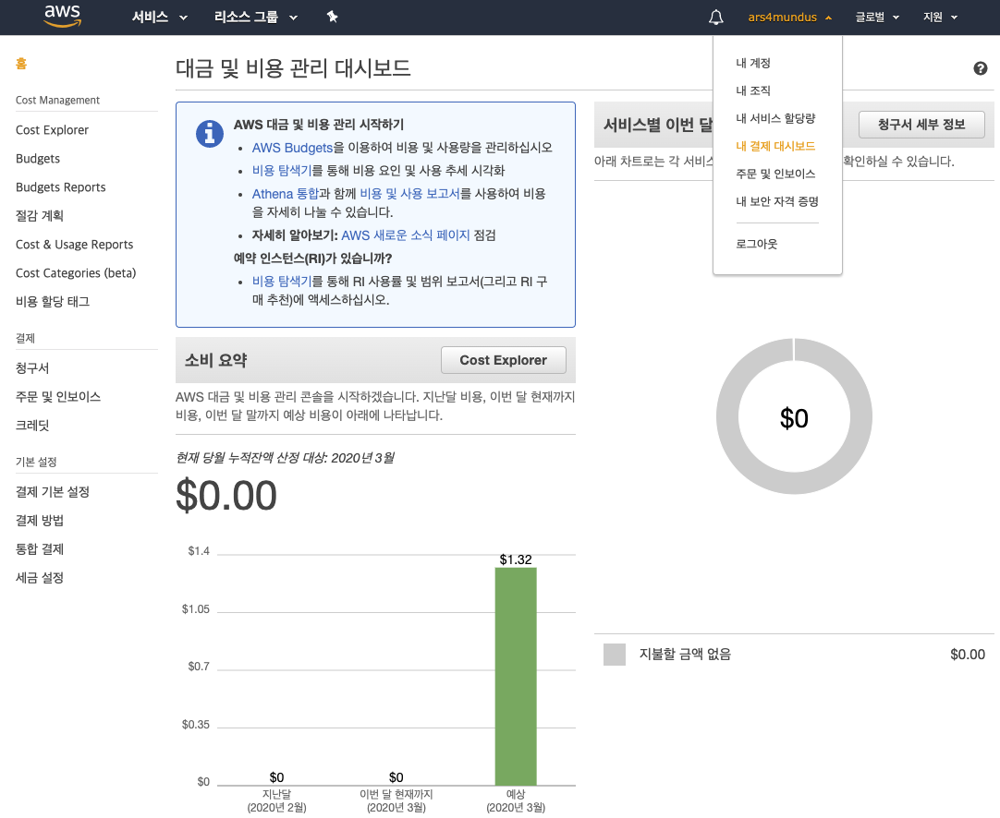 aws
서비스
리소스 그룹
ars4mundus
글로벌
지원
홈
Cost Management
Cost Explorer
Budgets
Budgets Reports
절감 계획
Cost & Usage Reports
Cost Categories (beta)
비용 할당 태그
결제
청구서
주문 및 인보이스
크레딧
기본 설정
결제 기본 설정
결제 방법
통합 결제
세금 설정
대금 및 비용 관리 대시보드
?
내 계정
내 조직
내 서비스 할당량
내 결제 대시보드
주문 및 인보이스
내 보안 자격 증명
로그아웃
AWS 대금 및 비용 관리 시작하기
AWS Budgets을 이용하여 비용 및 사용량을 관리하십시오
비용 탐색기를 통해 비용 요인 및 사용 추세 시각화
Athena 통합과 함께 비용 및 사용 보고서를 사용하여 비용
을 자세히 나눌 수 있습니다.
자세히 알아보기: AWS 새로운 소식 페이지 점검
예약 인스턴스(RI)가 있습니까?
비용 탐색기를 통해 RI 사용률 및 범위 보고서(그리고 RI 구
매 추천)에 액세스하십시오.
소비 요약
Cost Explorer
AWS 대금 및 비용 관리 콘솔을 시작하겠습니다. 지난달 비용, 이번 달 현재까지
비용, 이번 달 말까지 예상 비용이 아래에 나타납니다.
현재 당월 누적잔액 산정 대상: 2020년 3월
$0.00
$1.4
$1.05
$0.7
$0.35
$0
$0
$0
$1.32
지난달
(2020년 2월)
이번 달 현재까지
(2020년 3월)
예상
(2020년 3월)
서비스별 이번 달
청구서 세부 정보
아래 차트로는 각 서비스 확인하실 수 있습니다.
$0
지불할 금액 없음
$0.00